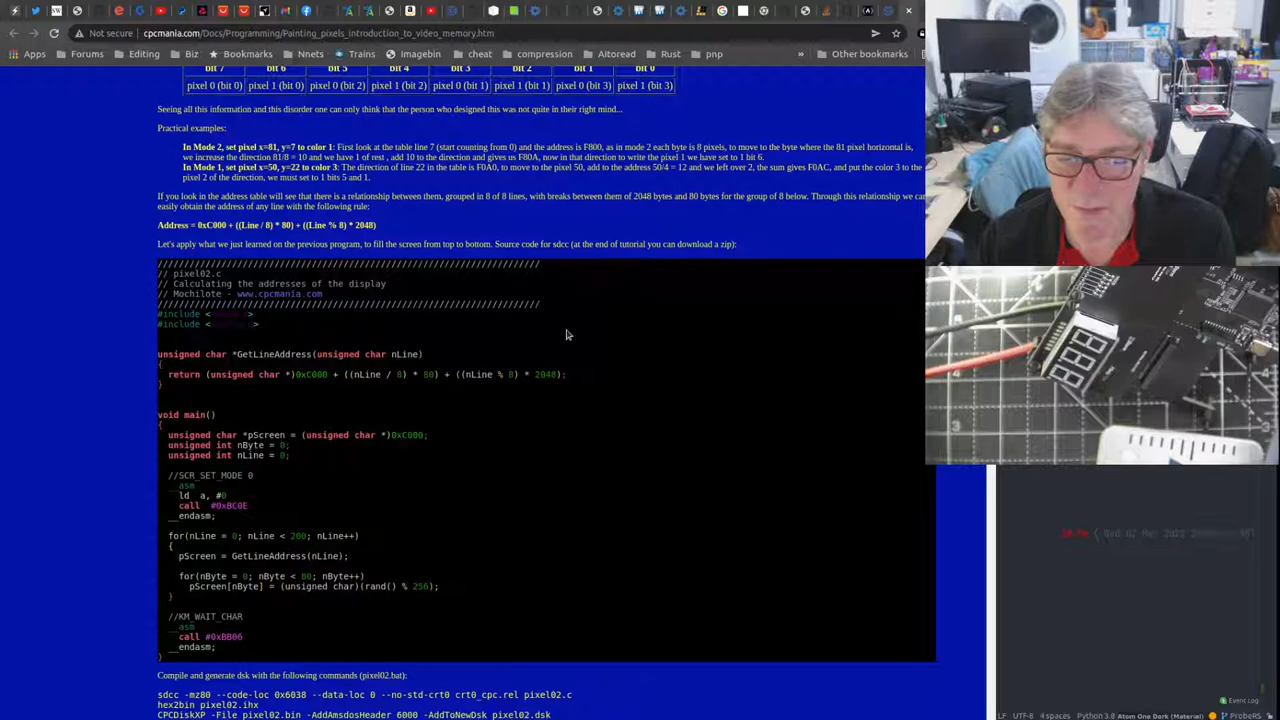 Not secure
cpcmania.com/Docs/Programming/Painting_pixels_introduction_to_video_memory.htm
Apps Forums Editing Bookmarks Nnets Trains Imagebin cheat compression Altoread Rust pnp » Other bookmarks
bit 7 bit 6 bit 5 bit 4 bit 3 bit 2 bit 1 bit 0
pixel 0 (bit 0) pixel 1 (bit 0) pixel 0 (bit 2) pixel 1 (bit 2) pixel 0 (bit 1) pixel 1 (bit 1) pixel 0 (bit 3) pixel 1 (bit 3)
Seeing all this information and this disorder one can only think that the person who designed this was not quite in their right mind...
Practical examples:
In Mode 2, set pixel x=81, y=7 to color 1: First look at the table line 7 (start counting from 0) and the address is F800, as in mode 2 each byte is 8 pixels, to move to the byte where the 81 pixel horizontal is,
we increase the direction 81/8 = 10 and we have 1 of rest , add 10 to the direction and gives us F80A, now in that direction to write the pixel 1 we have set to 1 bit 6.
In Mode 1, set pixel x=50, y=22 to color 3: The direction of line 22 in the table is F0A0, to move to the pixel 50, add to the address 50/4 = 12 and we left over 2, the sum gives F0AC, and put the color 3 to the
pixel 2 of the direction, we must set to 1 bits 5 and 1.
If you look in the address table will see that there is a relationship between them, grouped in 8 of 8 lines, with breaks between them of 2048 bytes and 80 bytes for the group of 8 below. Through this relationship we can
easily obtain the address of any line with the following rule:
Address = 0xC000 + ((Line / 8) * 80) + ((Line % 8) * 2048)
Let's apply what we just learned on the previous program, to fill the screen from top to bottom. Source code for sdcc (at the end of tutorial you can download a zip):
////////////////////////////////////////////////////////////////////////
// pixel02.c
// Calculating the addresses of the display
// Mochilote - www.cpcmania.com
////////////////////////////////////////////////////////////////////////
#include < >
#include < >
unsigned char *GetLineAddress(unsigned char nLine)
{
return (unsigned char *)0xC000 + ((nLine / 8) * 80) + ((nLine % 8) * 2048);
}
void main()
{
unsigned char *pScreen = (unsigned char *)0xC000;
unsigned int nByte = 0;
unsigned int nLine = 0;
//SCR_SET_MODE 0
__asm
ld a, #0
call #0xBC0E
__endasm;
for(nLine = 0; nLine < 200; nLine++)
{
pScreen = GetLineAddress(nLine);
for(nByte = 0; nByte < 80; nByte++)
pScreen[nByte] = (unsigned char)(rand() % 256);
}
//KM_WAIT_CHAR
__asm
call #0xBB06
__endasm;
}
Compile and generate dsk with the following commands (pixel02.bat):
sdcc -mz80 --code-loc 0x6038 --data-loc 0 --no-std-crt0 crt0_cpc.rel pixel02.c
hex2bin pixel02.ihx
CPCDiskXP -File pixel02.bin -AddAmsdosHeader 6000 -AddToNewDsk pixel02.dsk
Event Log
LF UTF-8 4 spaces Python 3.8 Atom One Dark (Material) ProbeRS